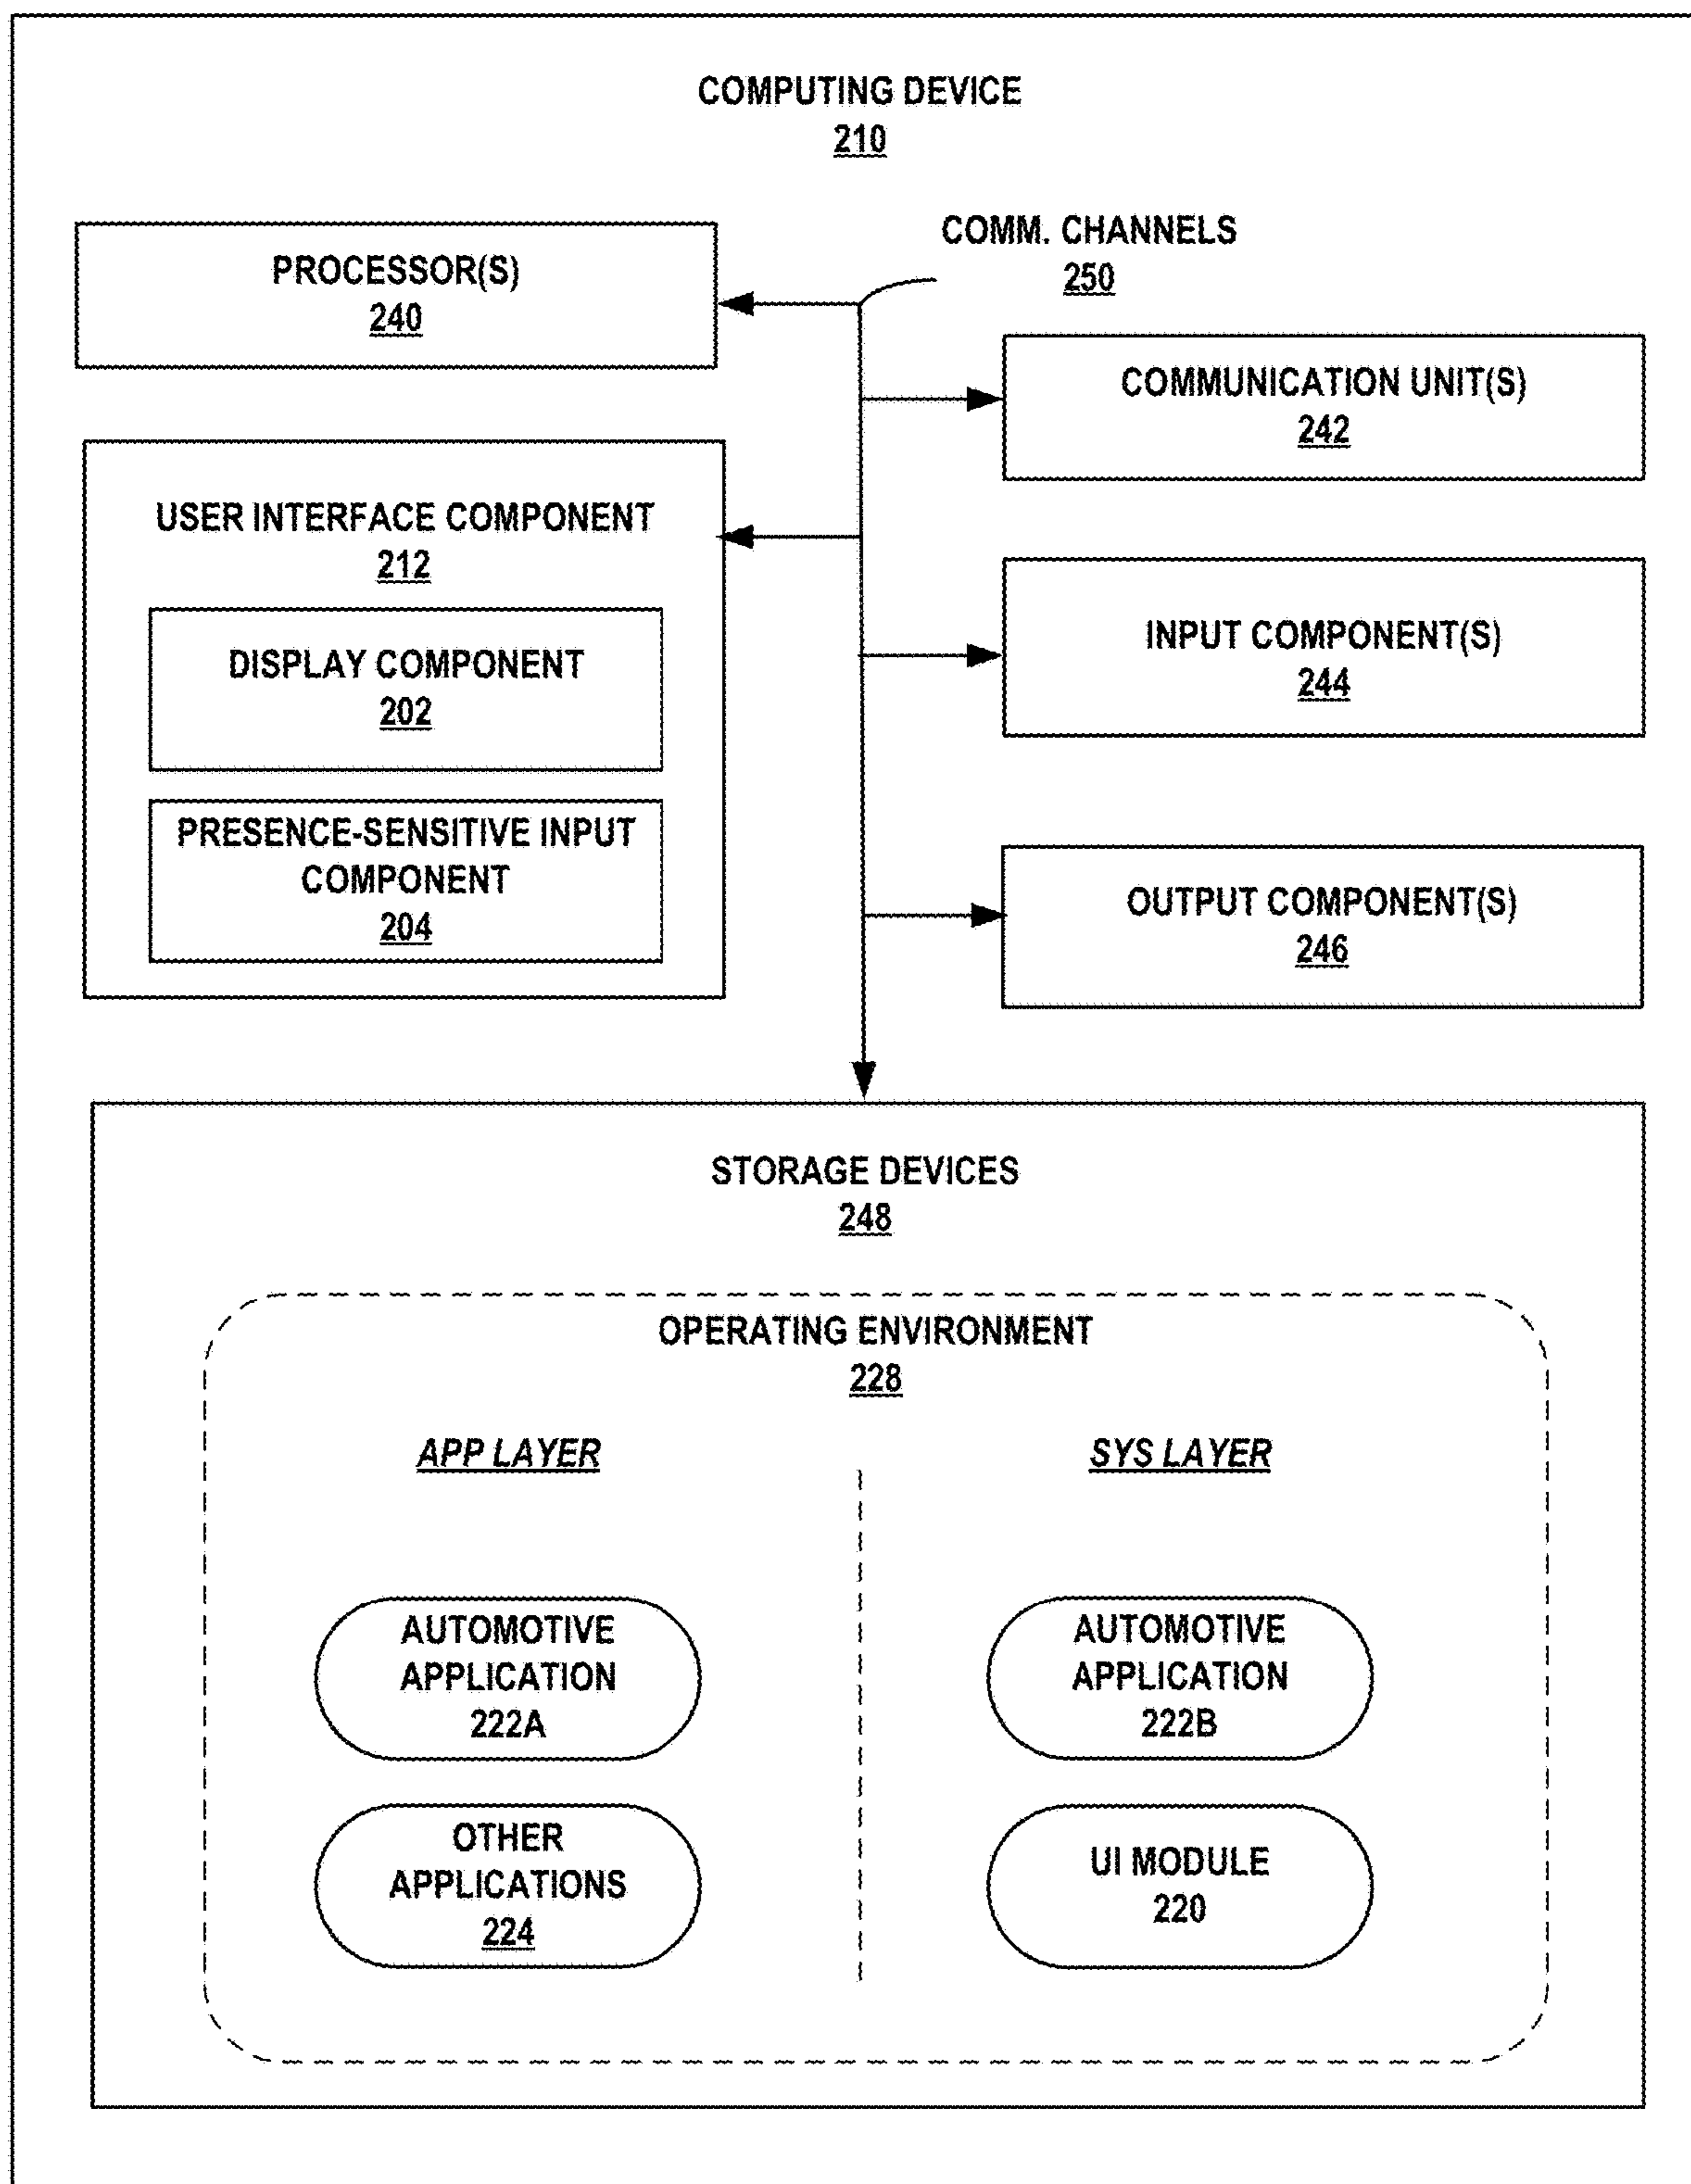 COMPUTING DEVICE
210
PROCESSOR(S)
240
COMM. CHANNELS
250
COMMUNICATION UNIT(S)
242
USER INTERFACE COMPONENT
212
DISPLAY COMPONENT
202
PRESENCE-SENSITIVE INPUT
COMPONENT
204
INPUT COMPONENT(S)
244
OUTPUT COMPONENT(S)
246
STORAGE DEVICES
248
OPERATING ENVIRONMENT
228
APP LAYER
SYS LAYER
AUTOMOTIVE
APPLICATION
222A
AUTOMOTIVE
APPLICATION
222B
OTHER
APPLICATIONS
224
UI MODULE
220